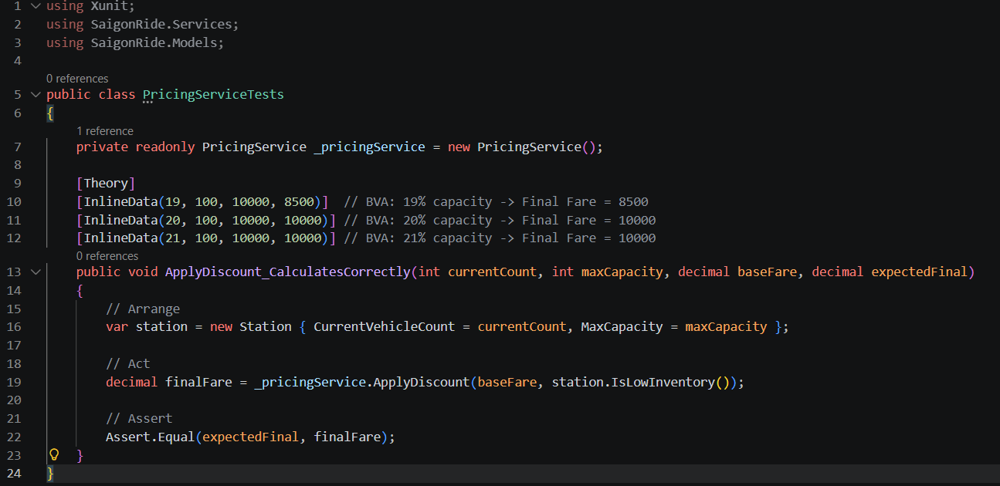 1 using Xunit;
2 using SaigonRide.Services;
3 using SaigonRide.Models;
4
0 references
5 public class PricingServiceTests
6 {
1 reference
7 private readonly PricingService _pricingService = new PricingService();
8
9 [Theory]
10 [InlineData(19, 100, 10000, 8500)]  // BVA: 19% capacity -> Final Fare = 8500
11 [InlineData(20, 100, 10000, 10000)] // BVA: 20% capacity -> Final Fare = 10000
12 [InlineData(21, 100, 10000, 10000)] // BVA: 21% capacity -> Final Fare = 10000
0 references
13 public void ApplyDiscount_CalculatesCorrectly(int currentCount, int maxCapacity, decimal baseFare, decimal expectedFinal)
14 {
15 // Arrange
16 var station = new Station { CurrentVehicleCount = currentCount, MaxCapacity = maxCapacity };
17
18 // Act
19 decimal finalFare = _pricingService.ApplyDiscount(baseFare, station.IsLowInventory());
20
21 // Assert
22 Assert.Equal(expectedFinal, finalFare);
23 }
24 }